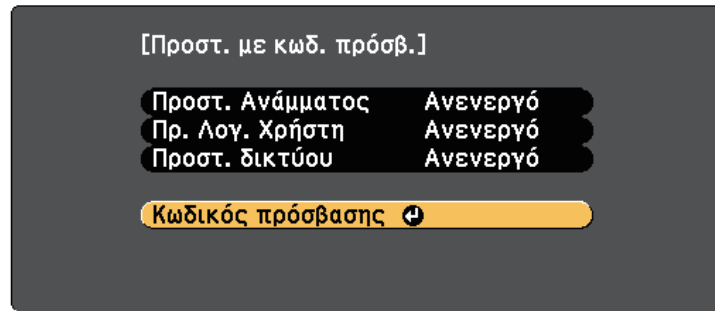 [Προστ. με κωδ. πρόσβ.]
Προστ. Ανάμματος Ανενεργό
Πρ. Λογ. Χρήστη Ανενεργό
Προστ. δικτύου Ανενεργό
Κωδικός πρόσβασης